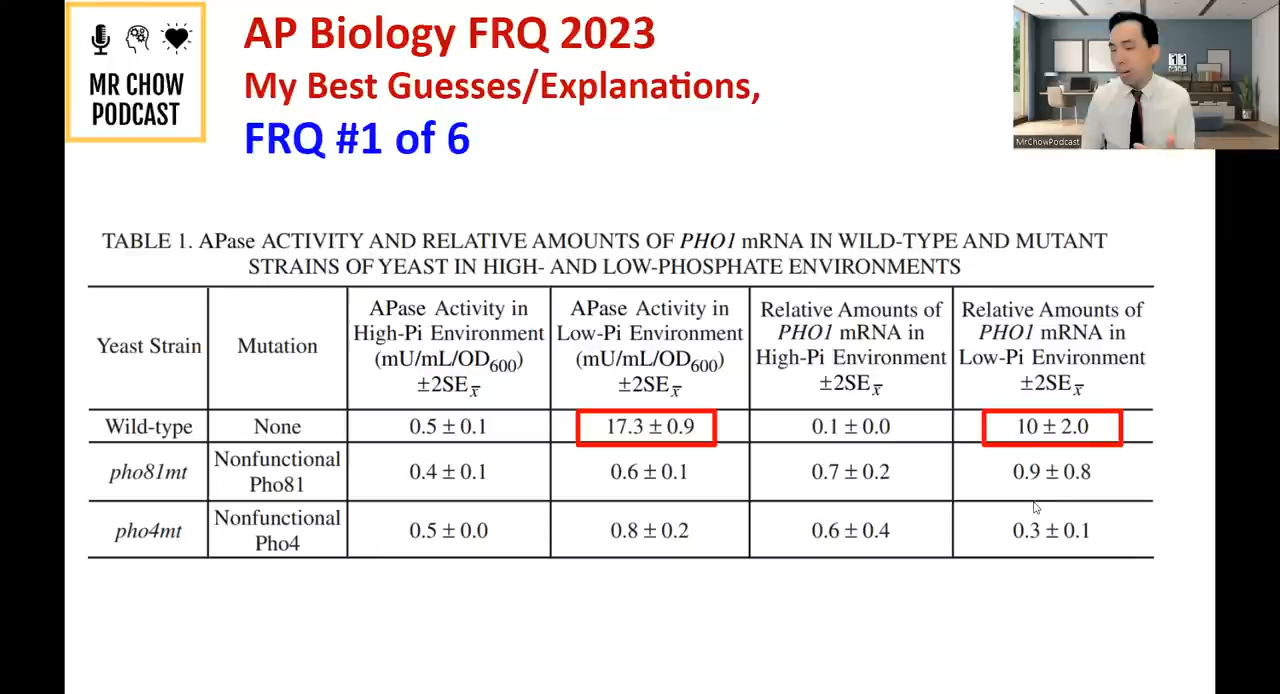 MR CHOW
PODCAST
AP Biology FRQ 2023
My Best Guesses/Explanations,
FRQ #1 of 6
11
MrChowPodcast
TABLE 1. APase ACTIVITY AND RELATIVE AMOUNTS OF PHO1 mRNA IN WILD-TYPE AND MUTANT
STRAINS OF YEAST IN HIGH- AND LOW-PHOSPHATE ENVIRONMENTS
Yeast Strain
Mutation
APase Activity in
High-Pi Environment
(mU/mL/OD600)
±2SEx̅
APase Activity in
Low-Pi Environment
(mU/mL/OD600)
±2SEx̅
Relative Amounts of
PHO1 mRNA in
High-Pi Environment
±2SEx̅
Relative Amounts of
PHO1 mRNA in
Low-Pi Environment
±2SEx̅
Wild-type None 0.5 ± 0.1 17.3 ± 0.9 0.1 ± 0.0 10 ± 2.0
pho81mt Nonfunctional
Pho81 0.4 ± 0.1 0.6 ± 0.1 0.7 ± 0.2 0.9 ± 0.8
pho4mt Nonfunctional
Pho4 0.5 ± 0.0 0.8 ± 0.2 0.6 ± 0.4 0.3 ± 0.1